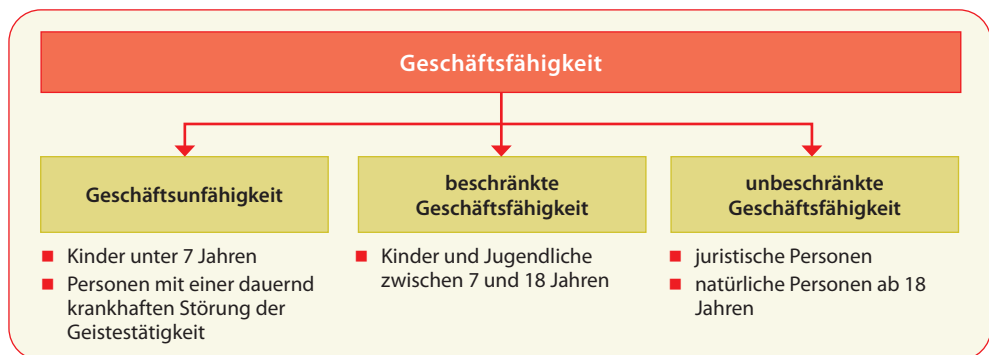 Geschäftsfähigkeit
Geschäftsunfähigkeit
■ Kinder unter 7 Jahren
■ Personen mit einer dauernd
krankhaften Störung der
Geistestätigkeit
beschränkte
Geschäftsfähigkeit
■ Kinder und Jugendliche
zwischen 7 und 18 Jahren
unbeschränkte
Geschäftsfähigkeit
■ juristische Personen
■ natürliche Personen ab 18
Jahren